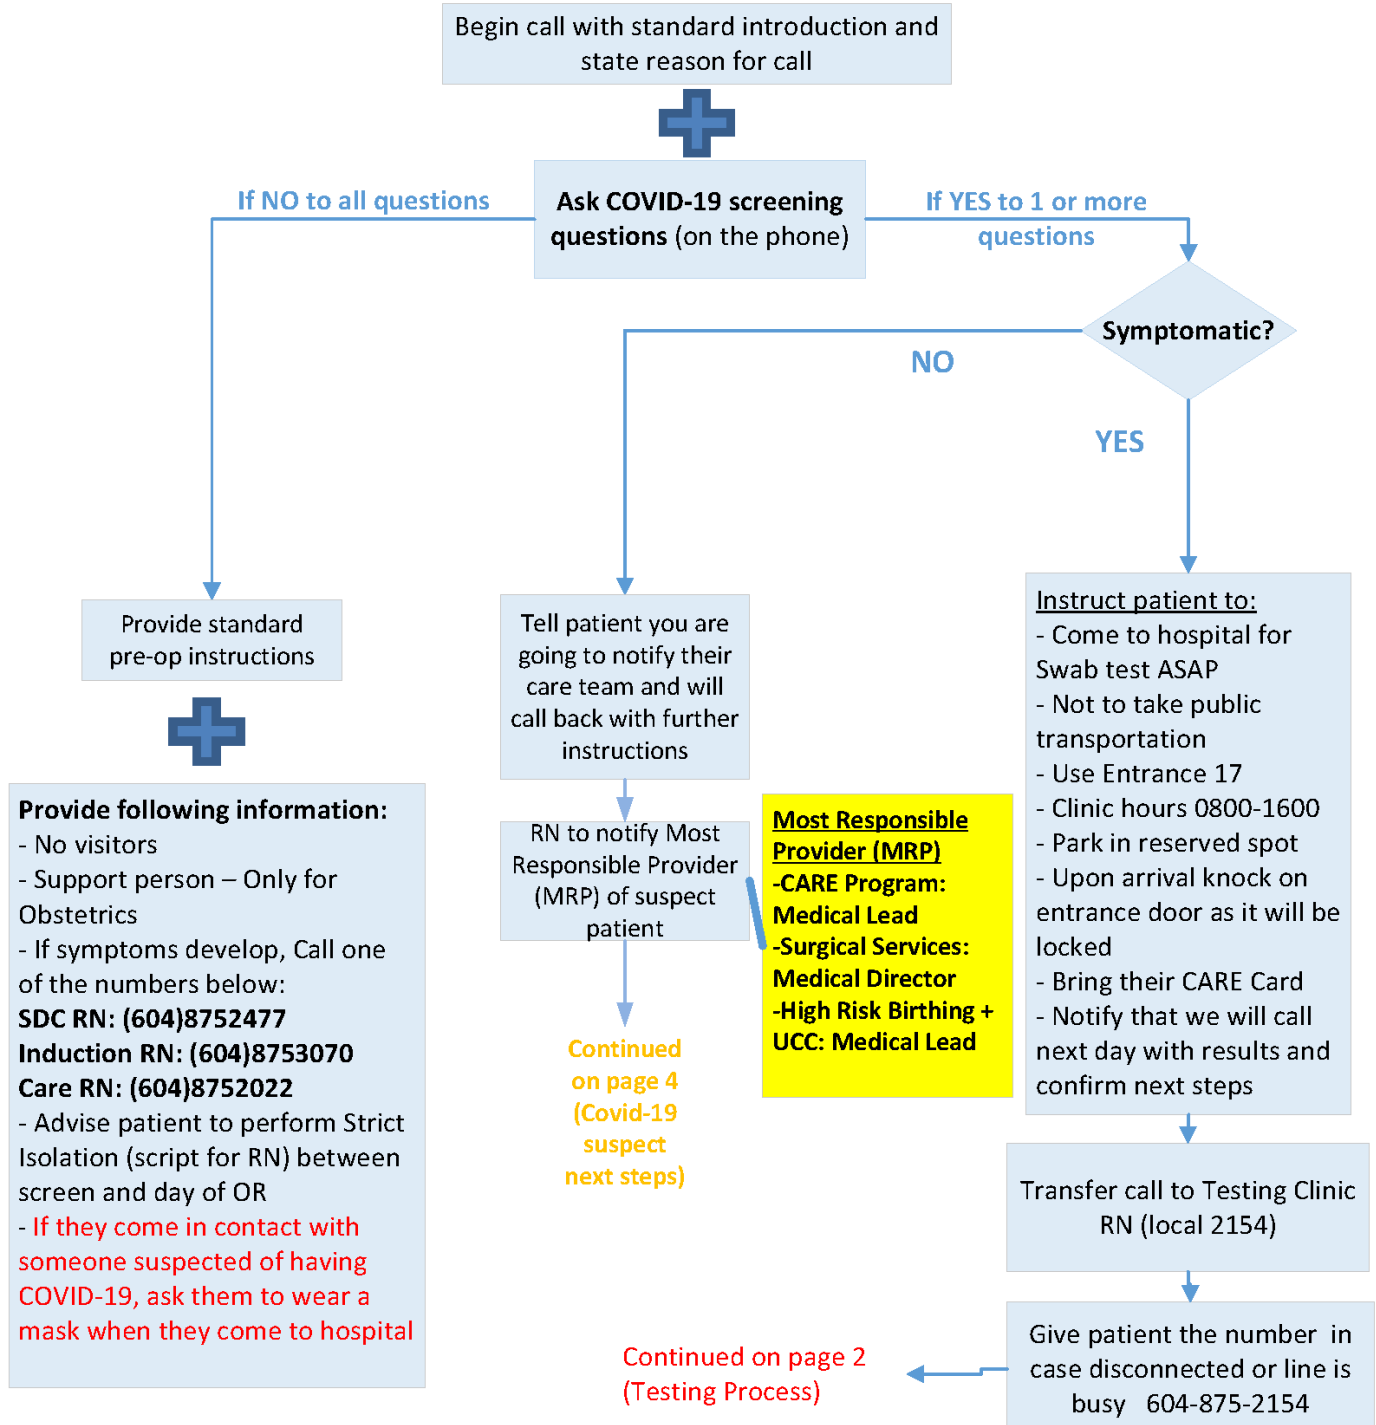 Begin call with standard introduction and
state reason for call
If NO to all questions
Ask COVID-19 screening
questions (on the phone)
If YES to 1 or more
questions
Symptomatic?
NO
YES
Provide standard
pre-op instructions
Provide following information:
- No visitors
- Support person – Only for
Obstetrics
- If symptoms develop, Call one
of the numbers below:
SDC RN: (604)8752477
Induction RN: (604)8753070
Care RN: (604)8752022
- Advise patient to perform Strict
Isolation (script for RN) between
screen and day of OR
- If they come in contact with
someone suspected of having
COVID-19, ask them to wear a
mask when they come to hospital
Tell patient you are
going to notify their
care team and will
call back with further
instructions
RN to notify Most
Responsible Provider
(MRP) of suspect
patient
Most Responsible
Provider (MRP)
-CARE Program:
Medical Lead
-Surgical Services:
Medical Director
-High Risk Birthing +
UCC: Medical Lead
Continued
on page 4
(Covid-19
suspect
next steps)
Instruct patient to:
- Come to hospital for
Swab test ASAP
- Not to take public
transportation
- Use Entrance 17
- Clinic hours 0800-1600
- Park in reserved spot
- Upon arrival knock on
entrance door as it will be
locked
- Bring their CARE Card
- Notify that we will call
next day with results and
confirm next steps
Transfer call to Testing Clinic
RN (local 2154)
Give patient the number in
case disconnected or line is
busy 604-875-2154
Continued on page 2
(Testing Process)